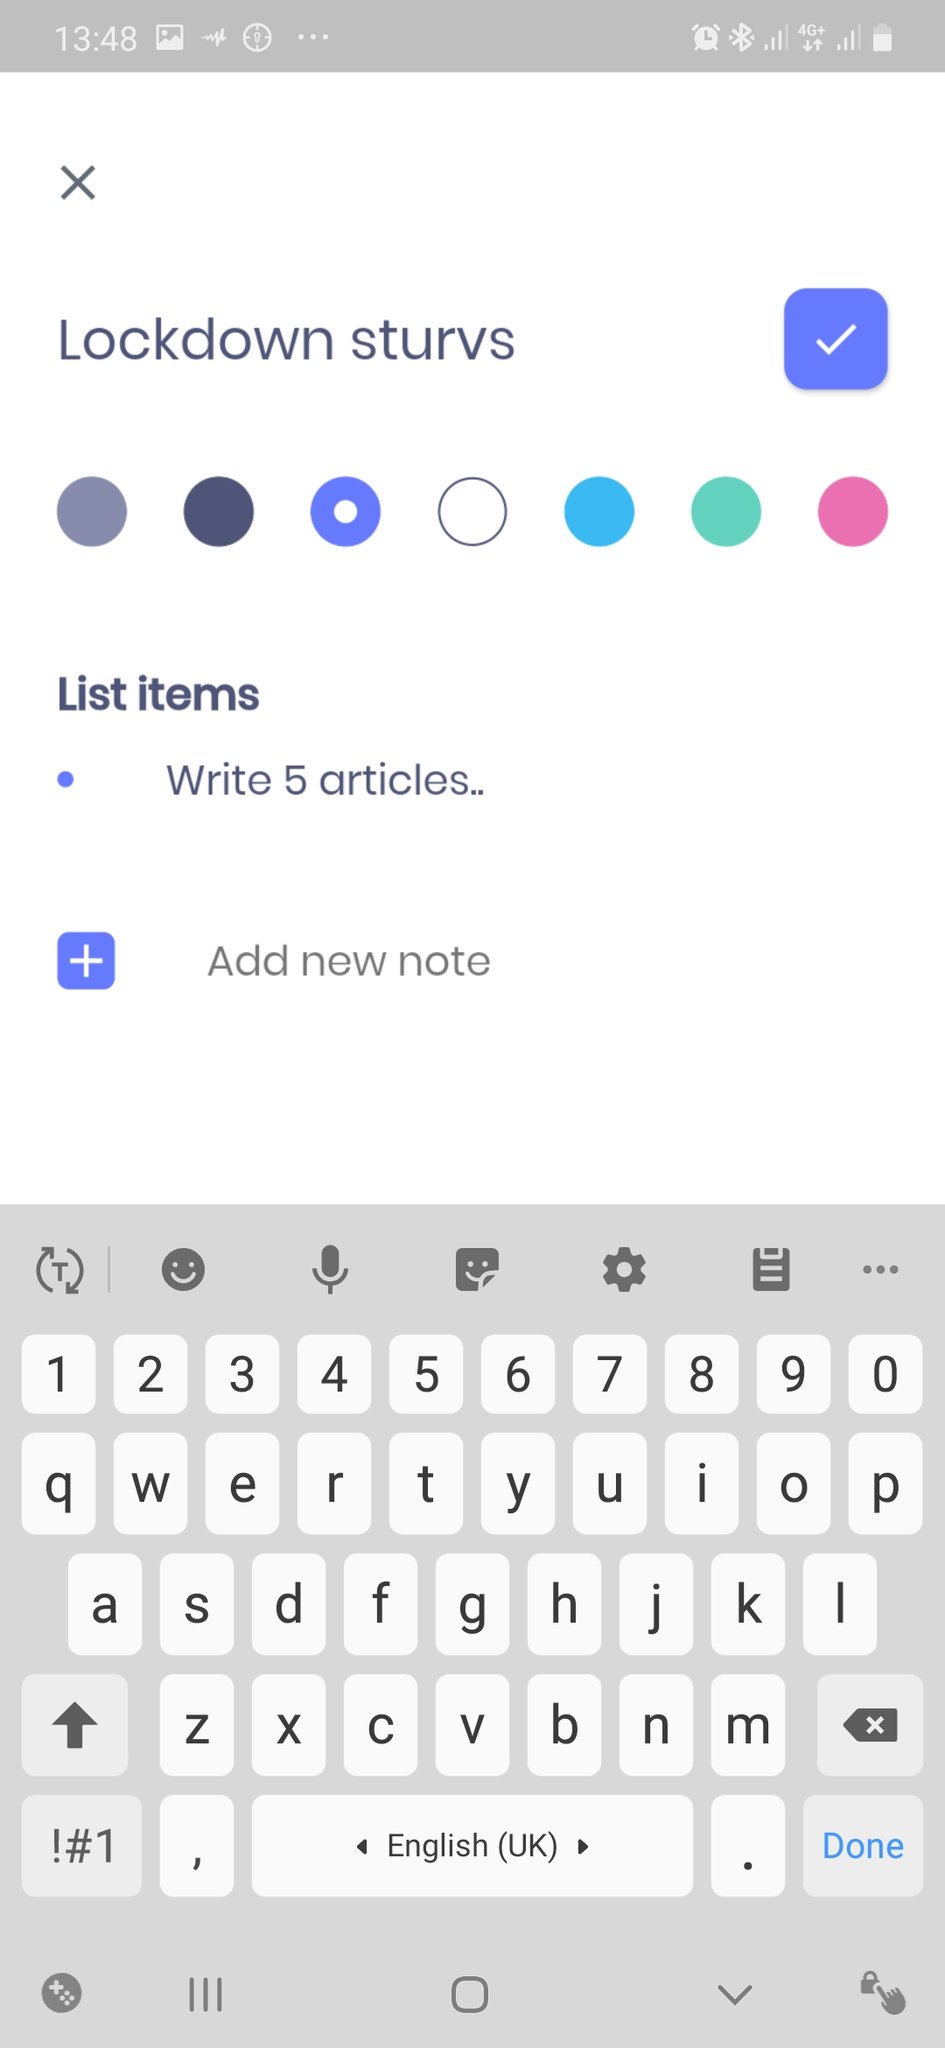 13:48 4G+
Lockdown sturvs
List items
Write 5 articles..
Add new note
T
1 2 3 4 5 6 7 8 9 0
q w e r t y u i o p
a s d f g h j k l
z x c v b n m
!#1 , English (UK) . Done